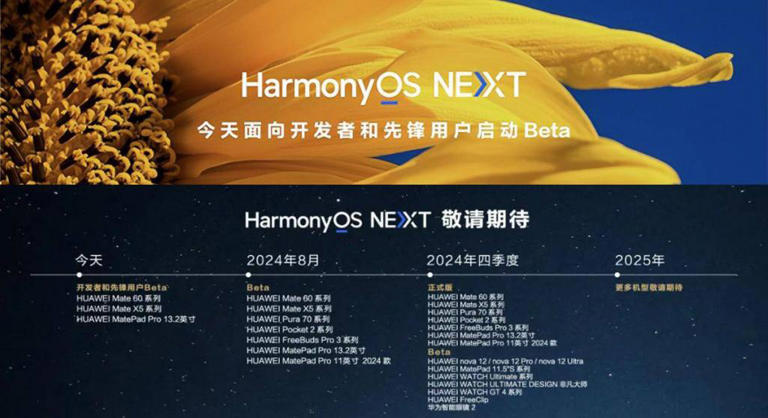 HarmonyOS NEXT
今天面向开发者和先锋用户启动Beta
HarmonyOS NEXT 敬请期待
今天
开发者和先锋用户Beta
HUAWEI Mate 60 系列
HUAWEI Mate X5 系列
HUAWEI MatePad Pro 13.2英寸
2024年8月
Beta
HUAWEI Mate 60 系列
HUAWEI Mate X5 系列
HUAWEI Pura 70 系列
HUAWEI Pocket 2 系列
HUAWEI FreeBuds Pro 3 系列
HUAWEI MatePad Pro 13.2英寸
HUAWEI MatePad Pro 11英寸 2024 款
2024年四季度
正式版
HUAWEI Mate 60 系列
HUAWEI Mate X5 系列
HUAWEI Pura 70 系列
HUAWEI Pocket 2 系列
HUAWEI FreeBuds Pro 3 系列
HUAWEI MatePad Pro 13.2英寸
HUAWEI MatePad Pro 11英寸 2024 款
Beta
HUAWEI nova 12 / nova 12 Pro / nova 12 Ultra
HUAWEI MatePad 11.5"S 系列
HUAWEI WATCH Ultimate 系列
HUAWEI WATCH ULTIMATE DESIGN 非凡大师
HUAWEI WATCH GT 4 系列
HUAWEI FreeClip
华为智能眼镜 2
2025年
更多机型敬请期待